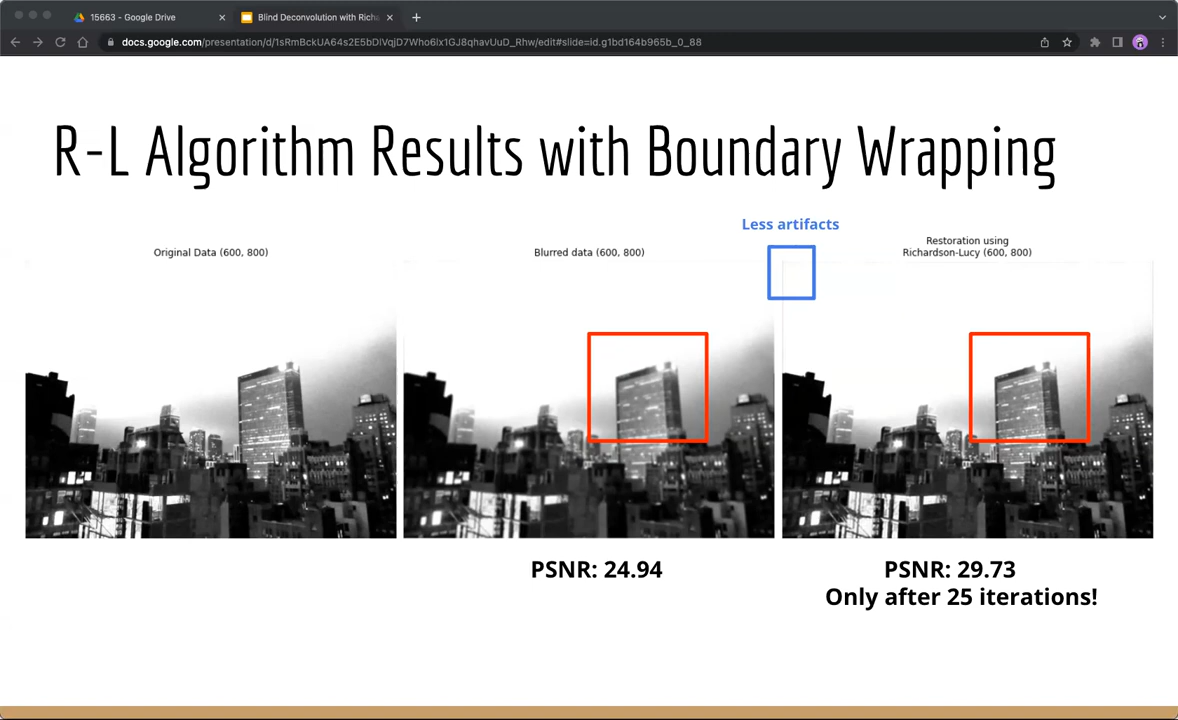 15663 - Google Drive
Blind Deconvolution with Richa
docs.google.com/presentation/d/1sRmBckUA64s2E5bDIVqjD7Who6lx1GJ8qhavUuD_Rhw/edit#slide=id.g1bd164b965b_0_88
R-L Algorithm Results with Boundary Wrapping
Less artifacts
Original Data (600, 800)
Blurred data (600, 800)
Restoration using
Richardson-Lucy (600, 800)
PSNR: 24.94
PSNR: 29.73
Only after 25 iterations!